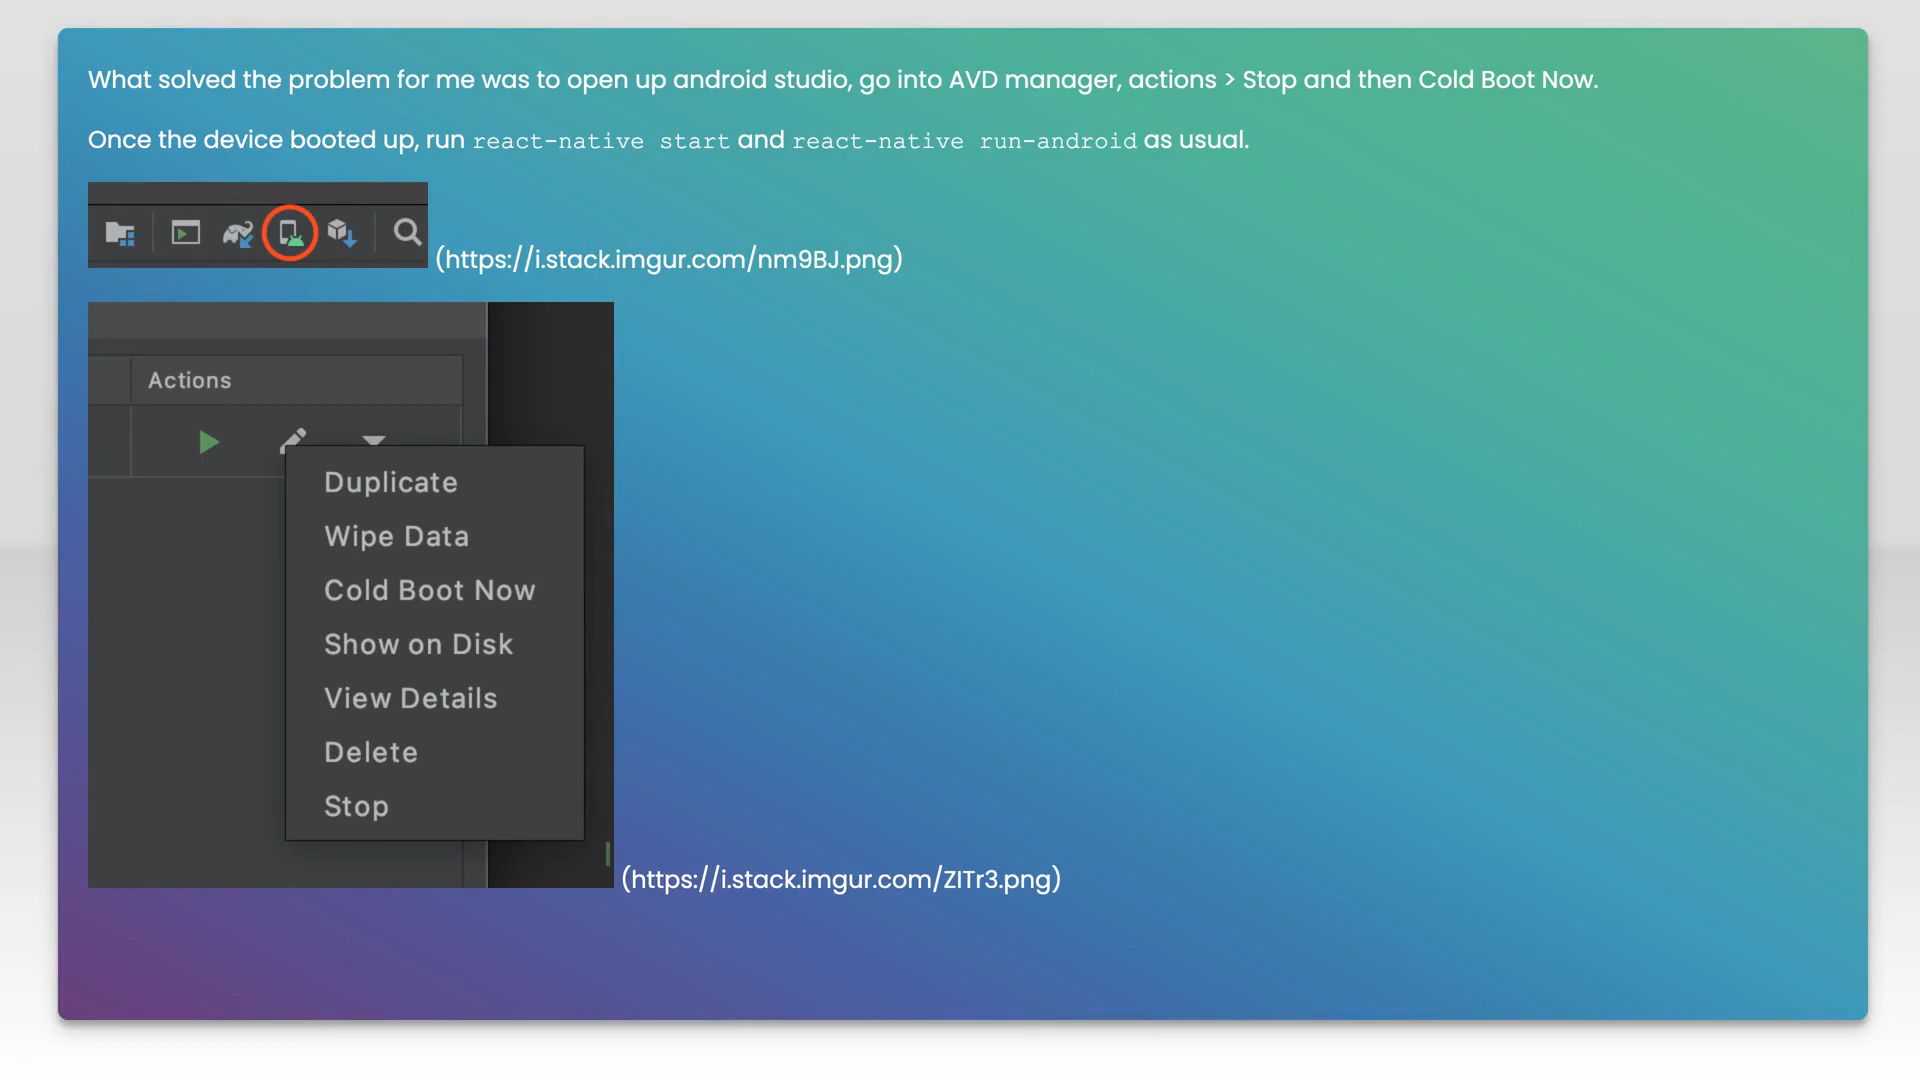 What solved the problem for me was to open up android studio, go into AVD manager, actions > Stop and then Cold Boot Now.
Once the device booted up, run react-native start and react-native run-android as usual.
(https://i.stack.imgur.com/nm9BJ.png)
Actions
Duplicate
Wipe Data
Cold Boot Now
Show on Disk
View Details
Delete
Stop
(https://i.stack.imgur.com/ZITr3.png)